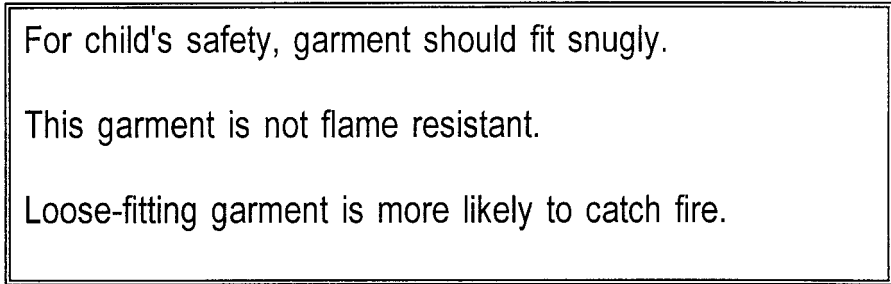 For child's safety, garment should fit snugly.
This garment is not flame resistant.
Loose-fitting garment is more likely to catch fire.